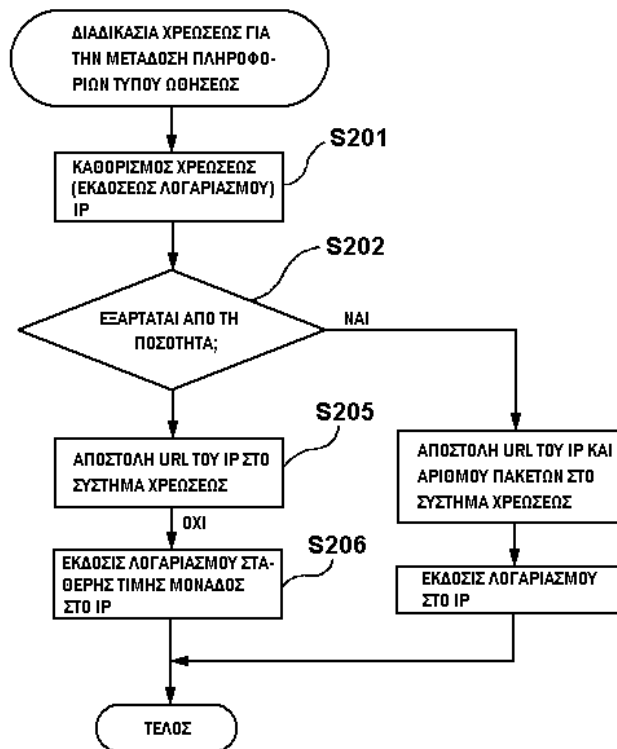 ΔΙΑΔΙΚΑΣΙΑ ΧΡΕΩΣΕΩΣ ΓΙΑ
ΤΗΝ ΜΕΤΑΔΟΣΗ ΠΛΗΡΟΦΟ-
ΡΙΩΝ ΤΥΠΟΥ ΩΘΗΣΕΩΣ
S201
ΚΑΘΟΡΙΣΜΟΣ ΧΡΕΩΣΕΩΣ
(ΕΚΔΟΣΕΩΣ ΛΟΓΑΡΙΑΣΜΟΥ)
IP
S202
ΕΞΑΡΤΑΤΑΙ ΑΠΟ ΤΗ
ΠΟΣΟΤΗΤΑ;
ΝΑΙ
S205
ΑΠΟΣΤΟΛΗ URL ΤΟΥ IP ΣΤΟ
ΣΥΣΤΗΜΑ ΧΡΕΩΣΕΩΣ
ΑΠΟΣΤΟΛΗ URL ΤΟΥ IP ΚΑΙ
ΑΡΙΘΜΟΥ ΠΑΚΕΤΩΝ ΣΤΟ
ΣΥΣΤΗΜΑ ΧΡΕΩΣΕΩΣ
ΟΧΙ
S206
ΕΚΔΟΣΙΣ ΛΟΓΑΡΙΑΣΜΟΥ ΣΤΑ-
ΘΕΡΗΣ ΤΙΜΗΣ ΜΟΝΑΔΟΣ
ΣΤΟ IP
ΕΚΔΟΣΙΣ ΛΟΓΑΡΙΑΣΜΟΥ
ΣΤΟ IP
ΤΕΛΟΣ